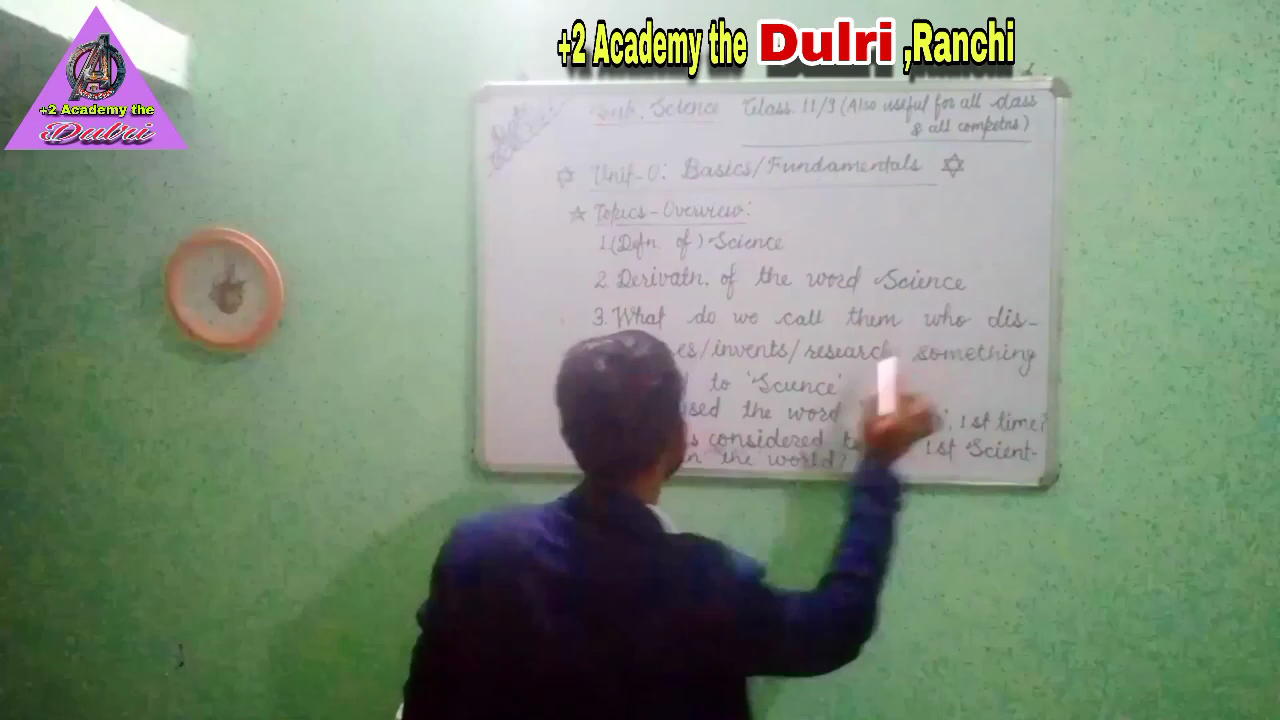 +2 Academy the Dulri ,Ranchi
+2 Academy the
Dulri
Sub. Science Class. 11/9 (Also useful for all class
& all competns)
Unit-0: Basics/Fundamentals
Topics-Overview:
1.(Defn. of) Science
2. Derivatn. of the word Science
3. What do we call them who dis-
es/invents/research something
to 'Science'
used the word , 1st time?
s considered 1st Scient-
in the world?